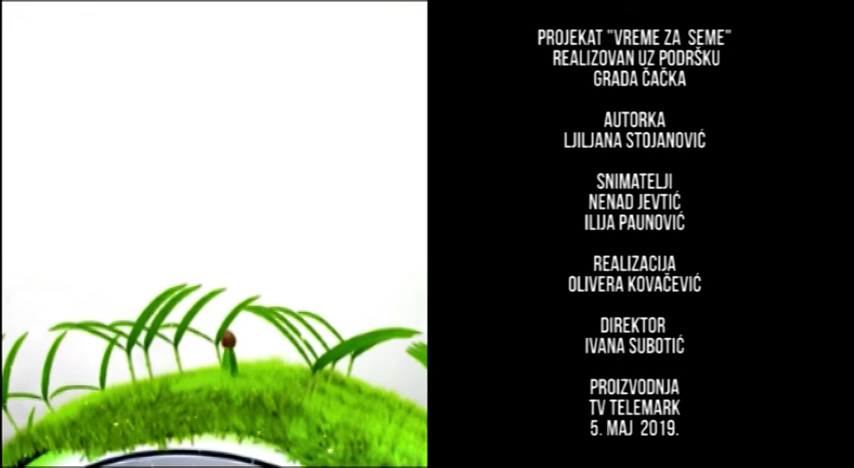 PROJEKAT "VREME ZA SEME"
REALIZOVAN UZ PODRŠKU
GRADA ČAČKA
AUTORKA
LJILJANA STOJANOVIĆ
SNIMATELJI
NENAD JEVTIĆ
ILIJA PAUNOVIĆ
REALIZACIJA
OLIVERA KOVAČEVIĆ
DIREKTOR
IVANA SUBOTIĆ
PROIZVODNJA
TV TELEMARK
5. MAJ 2019.